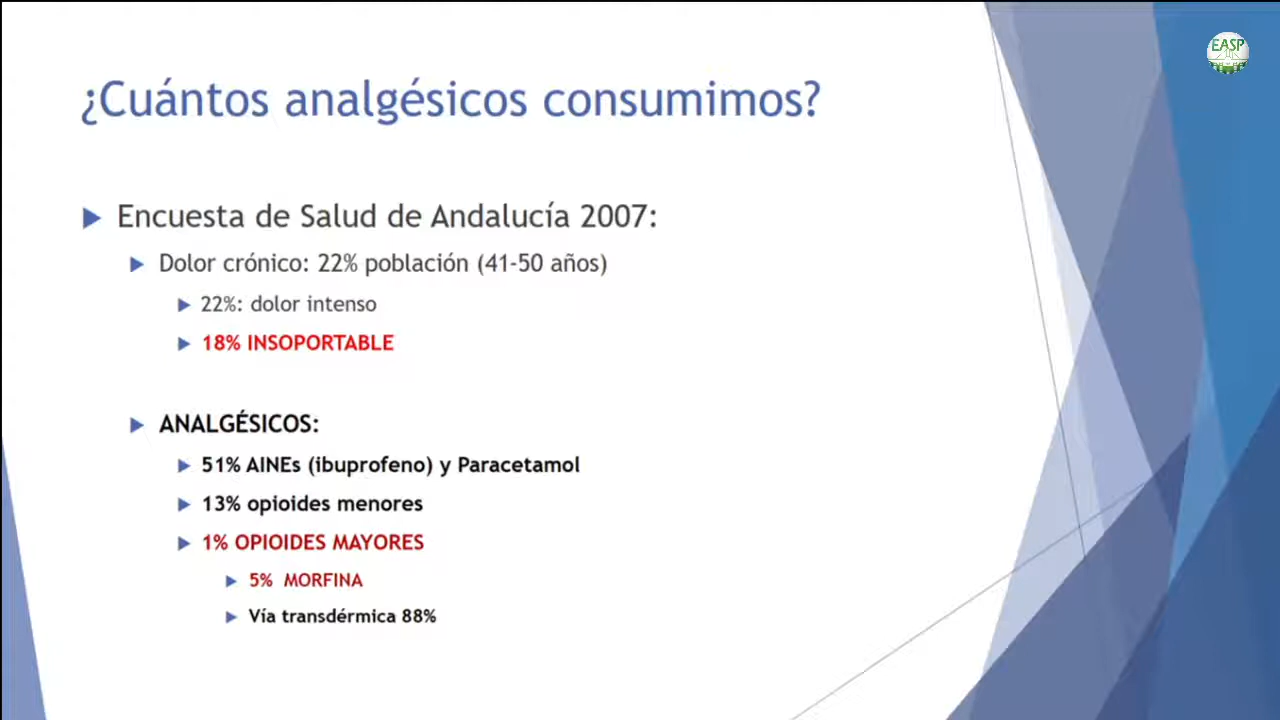 EASP
¿Cuántos analgésicos consumimos?
Encuesta de Salud de Andalucía 2007:
Dolor crónico: 22% población (41-50 años)
22%: dolor intenso
18% INSOPORTABLE
ANALGÉSICOS:
51% AINEs (ibuprofeno) y Paracetamol
13% opioides menores
1% OPIOIDES MAYORES
5% MORFINA
Vía transdérmica 88%